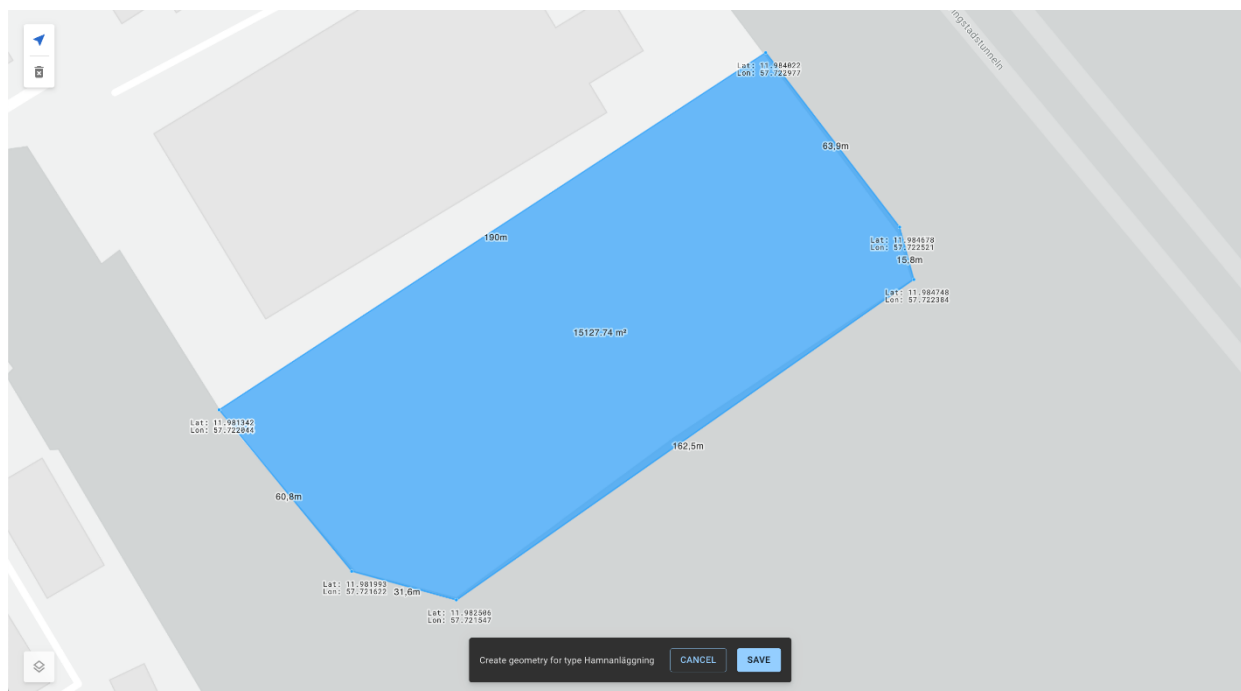 ingstadstunneln
Lat: 11.984022
Lon: 57.722977
63,9m
190m
Lat: 11.984678
Lon: 57.722521
15,8m
Lat: 11.984748
Lon: 57.722384
15127.74 m²
Lat: 11.981342
Lon: 57.722044
162,5m
60,8m
Lat: 11.981993
Lon: 57.721622
31,6m
Lat: 11.982506
Lon: 57.721547
Create geometry for type Hamnanläggning
CANCEL
SAVE